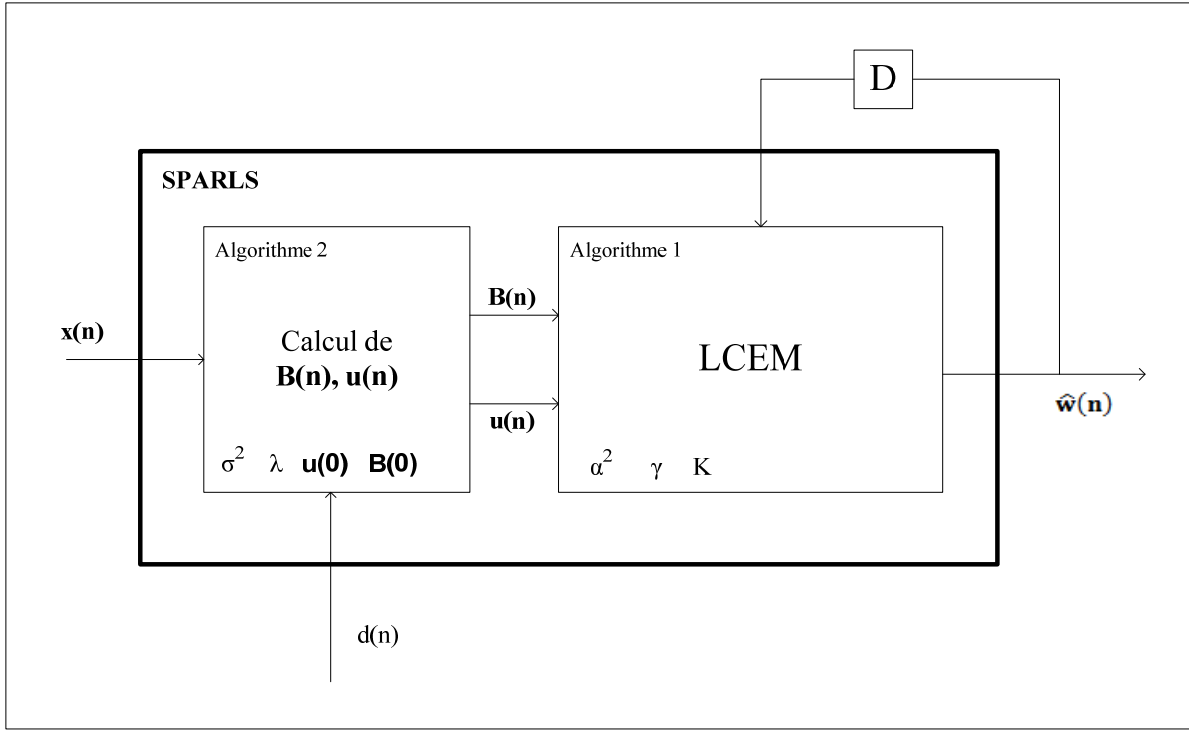 D
SPARLS
Algorithme 2
Algorithme 1
B(n)
x(n)
Calcul de
B(n), u(n)
LCEM
u(n)
ŵ(n)
σ² λ u(0) B(0)
α² γ K
d(n)